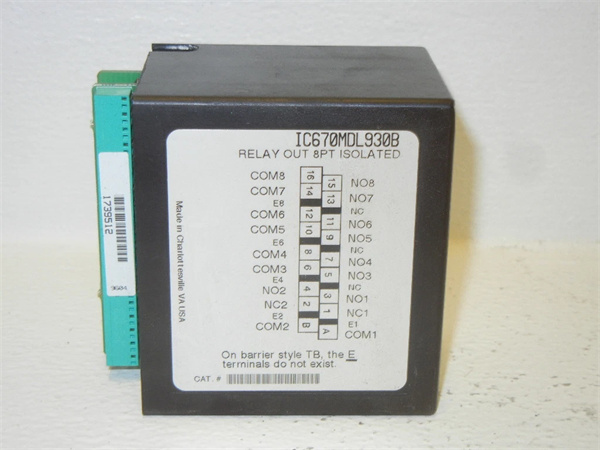 IC670MDL930B
RELAY OUT 8PT ISOLATED
COM8 16 15 NO8
COM7 14 13 NO7
E8 NC
COM6 12 11 NO6
COM5 10 9 NO5
E6 NC
COM4 8 7 NO4
COM3 6 5 NO3
E4 NC
NO2 4 3 NO1
NC2 2 1 NC1
E2 E1
COM2 B A COM1
On barrier style TB, the E
terminals do not exist.
CAT. #
Made in Charlottesville VA USA
1739512
9604